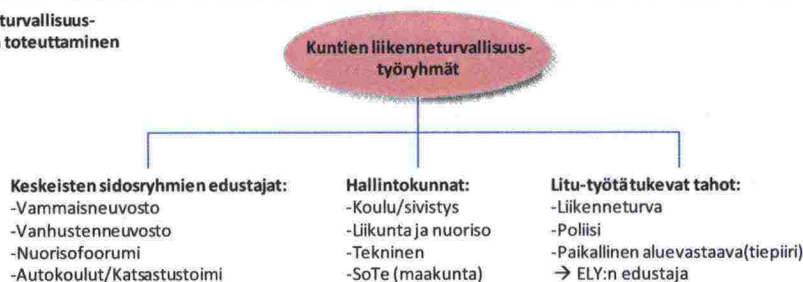 turvallisuus-
toteuttaminen
Kuntien liikenneturvallisuus-
työryhmät
Keskeisten sidosryhmien edustajat:
-Vammaisneuvosto
-Vanhustenneuvosto
-Nuorisofoorumi
-Autokoulut/Katsastustoimi
Hallintokunnat:
-Koulu/sivistys
-Liikunta ja nuoriso
-Tekninen
-SoTe (maakunta)
Litu-työtä tukevat tahot:
-Liikenneturva
-Poliisi
-Paikallinen aluevastaava(tiepiiri)
→ ELY:n edustaja